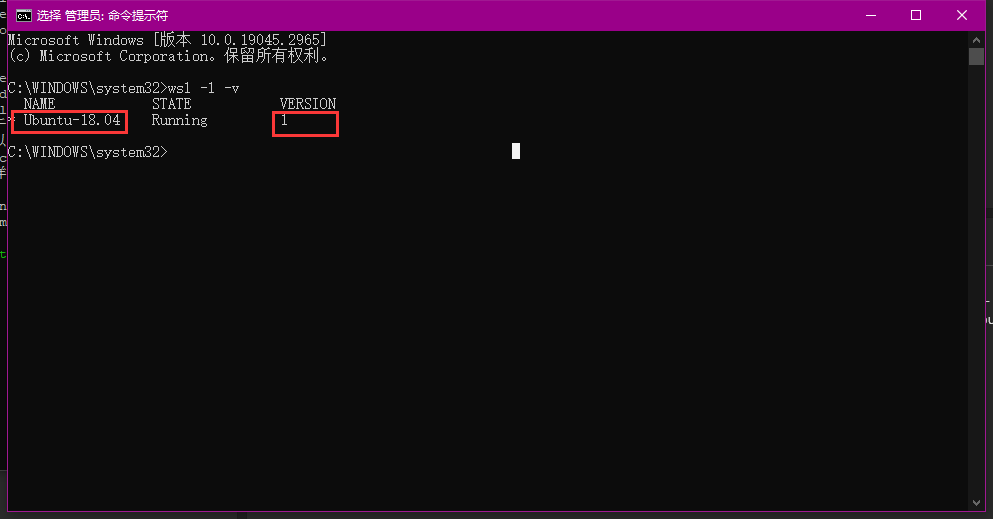 选择 管理员: 命令提示符
Microsoft Windows [版本 10.0.19045.2965]
(c) Microsoft Corporation。保留所有权利。
C:\WINDOWS\system32>wsl -l -v
NAME STATE VERSION
* Ubuntu-18.04 Running 1
C:\WINDOWS\system32>